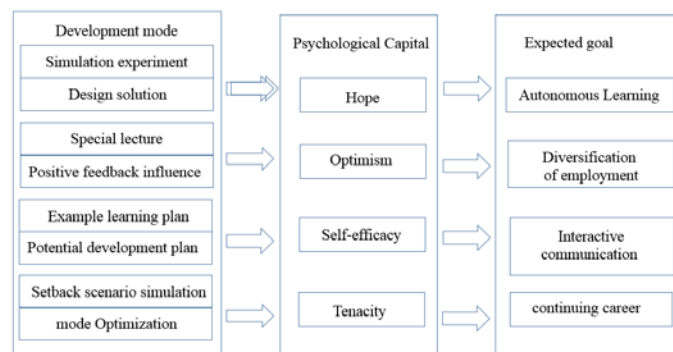 Development mode
Simulation experiment
Design solution
Special lecture
Positive feedback influence
Example learning plan
Potential development plan
Setback scenario simulation
mode Optimization
Psychological Capital
Hope
Optimism
Self-efficacy
Tenacity
Expected goal
Autonomous Learning
Diversification
of employment
Interactive
communication
continuing career